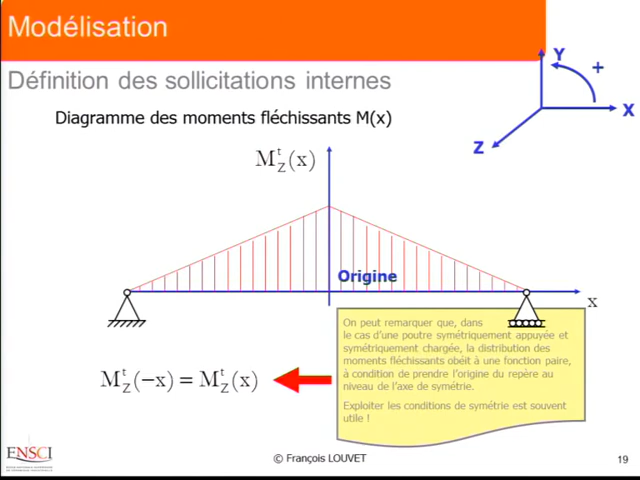 Modélisation
Définition des sollicitations internes
Y
+
X
Z
Diagramme des moments fléchissants M(x)
M_Z^t(x)
Origine
x
On peut remarquer que, dans
le cas d'une poutre symétriquement appuyée et
symétriquement chargée, la distribution des
moments fléchissants obéit à une fonction paire,
à condition de prendre l'origine du repère au
niveau de l'axe de symétrie.
Exploiter les conditions de symétrie est souvent
utile !
M_Z^t(−x) = M_Z^t(x)
ENSCI
© François LOUVET
19